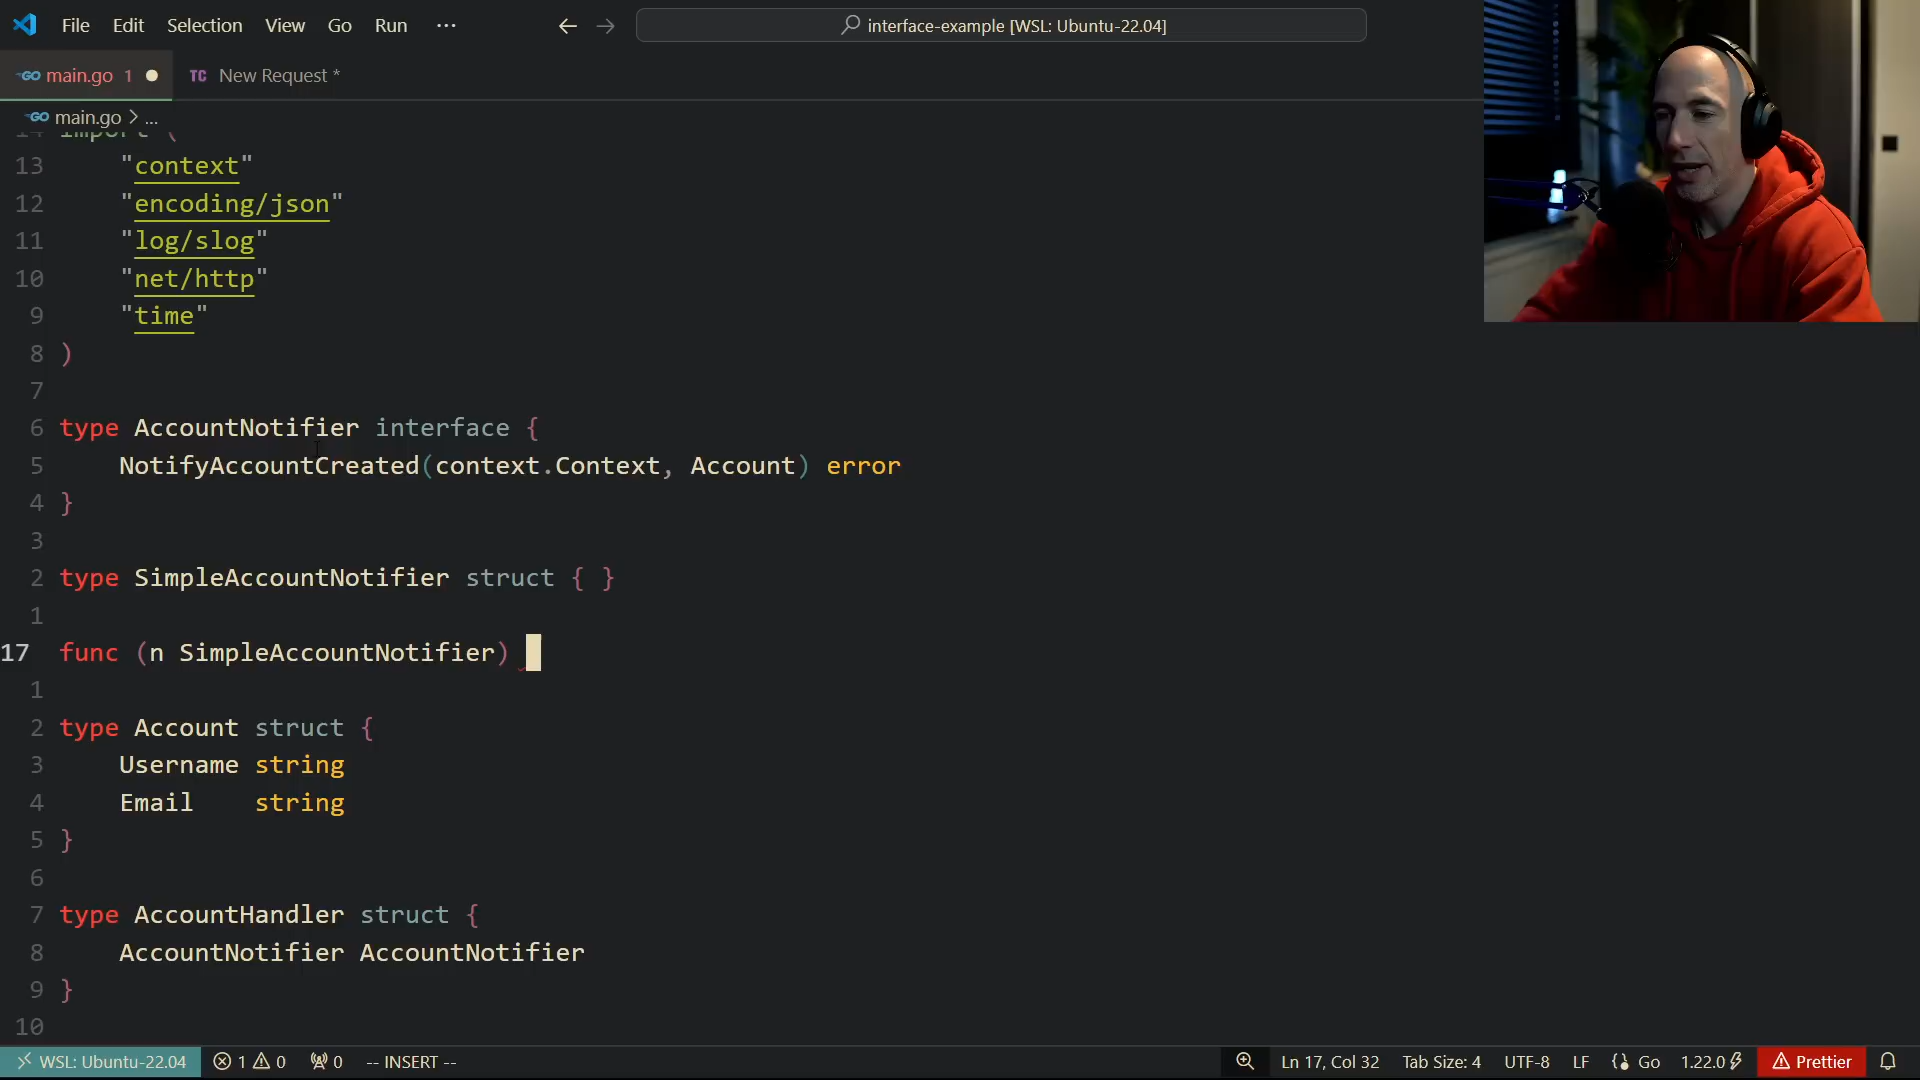 File Edit Selection View Go Run ··· ← → interface-example [WSL: Ubuntu-22.04]
GO main.go 1 ● TC New Request *
GO main.go > ...
14 import (
13 "context"
12 "encoding/json"
11 "log/slog"
10 "net/http"
9 "time"
8 )
7
6 type AccountNotifier interface {
5 NotifyAccountCreated(context.Context, Account) error
4 }
3
2 type SimpleAccountNotifier struct { }
1
17 func (n SimpleAccountNotifier)
1
2 type Account struct {
3 Username string
4 Email string
5 }
6
7 type AccountHandler struct {
8 AccountNotifier AccountNotifier
9 }
10
WSL: Ubuntu-22.04 1 0 0 -- INSERT -- Ln 17, Col 32 Tab Size: 4 UTF-8 LF Go 1.22.0 Prettier